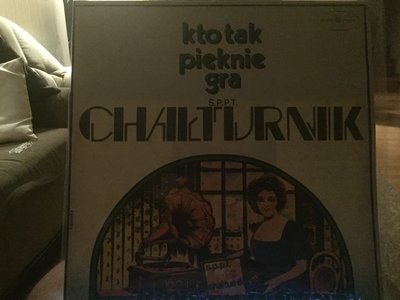 kto tak
pięknie
gra
S.P.P.T.
CHAŁTURNIK
s.p.p.t.